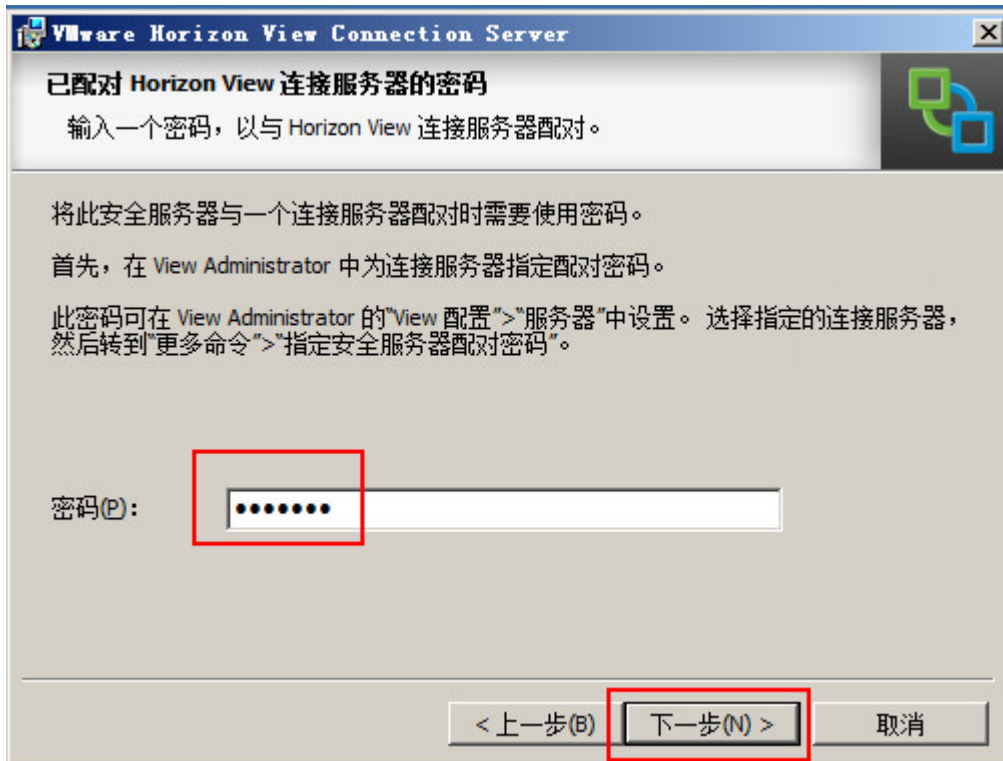 VMware Horizon View Connection Server
已配对 Horizon View 连接服务器的密码
输入一个密码，以与 Horizon View 连接服务器配对。
将此安全服务器与一个连接服务器配对时需要使用密码。
首先，在 View Administrator 中为连接服务器指定配对密码。
此密码可在 View Administrator 的"View 配置">"服务器"中设置。 选择指定的连接服务器，
然后转到"更多命令">"指定安全服务器配对密码"。
密码(P)： •••••••
< 上一步(B) 下一步(N) > 取消